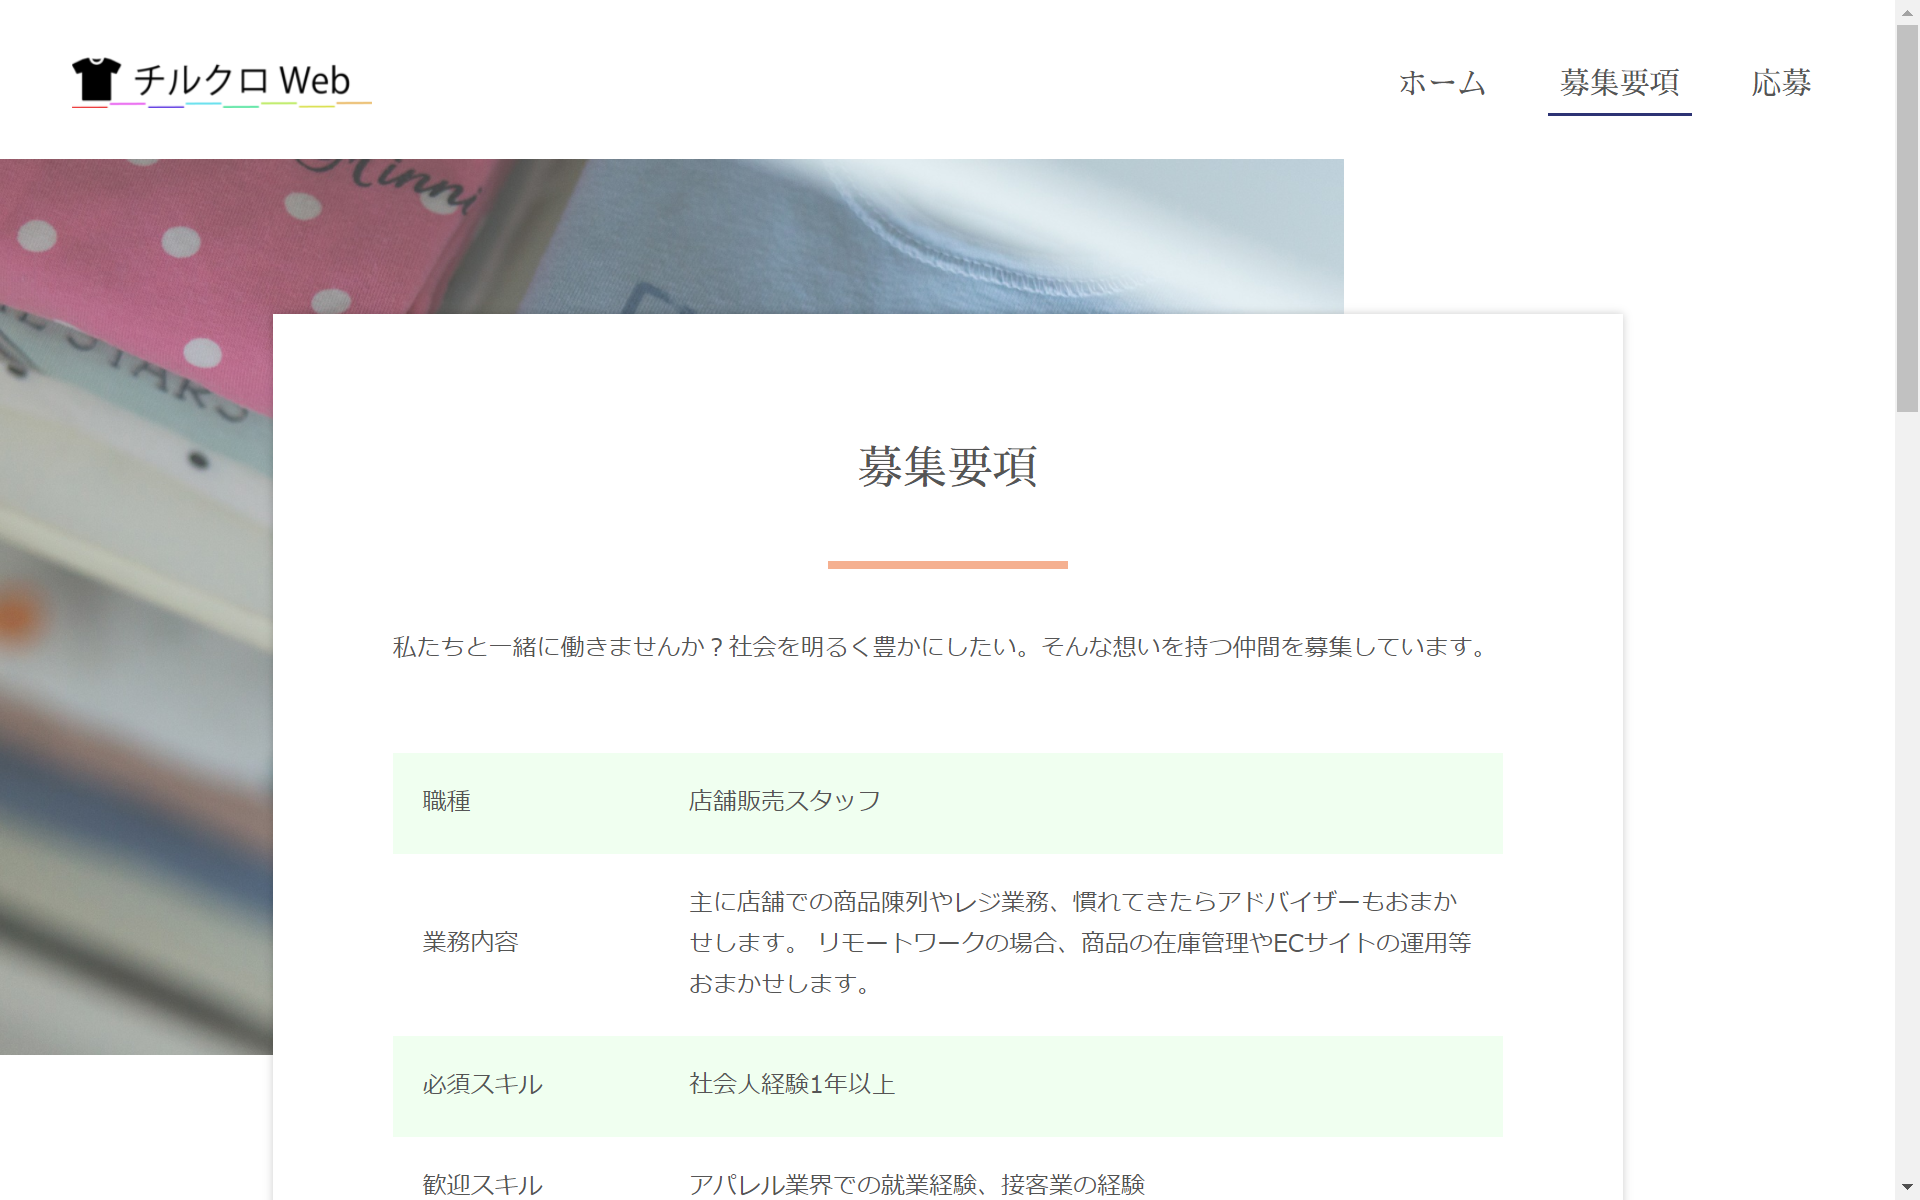 チルクロ Web
ホーム 募集要項 応募
Minni
STARS
募集要項
私たちと一緒に働きませんか？社会を明るく豊かにしたい。そんな想いを持つ仲間を募集しています。
職種 店舗販売スタッフ
業務内容 主に店舗での商品陳列やレジ業務、慣れてきたらアドバイザーもおまか
せします。 リモートワークの場合、商品の在庫管理やECサイトの運用等
おまかせします。
必須スキル 社会人経験1年以上
歓迎スキル アパレル業界での就業経験、接客業の経験